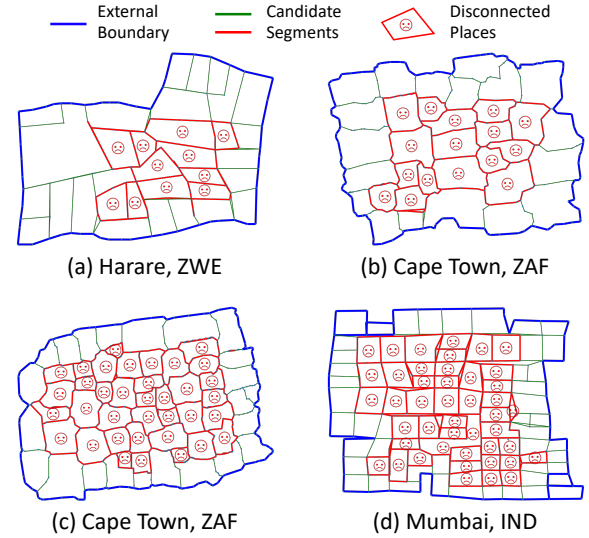 External Boundary
Candidate Segments
Disconnected Places
(a) Harare, ZWE
(b) Cape Town, ZAF
(c) Cape Town, ZAF
(d) Mumbai, IND